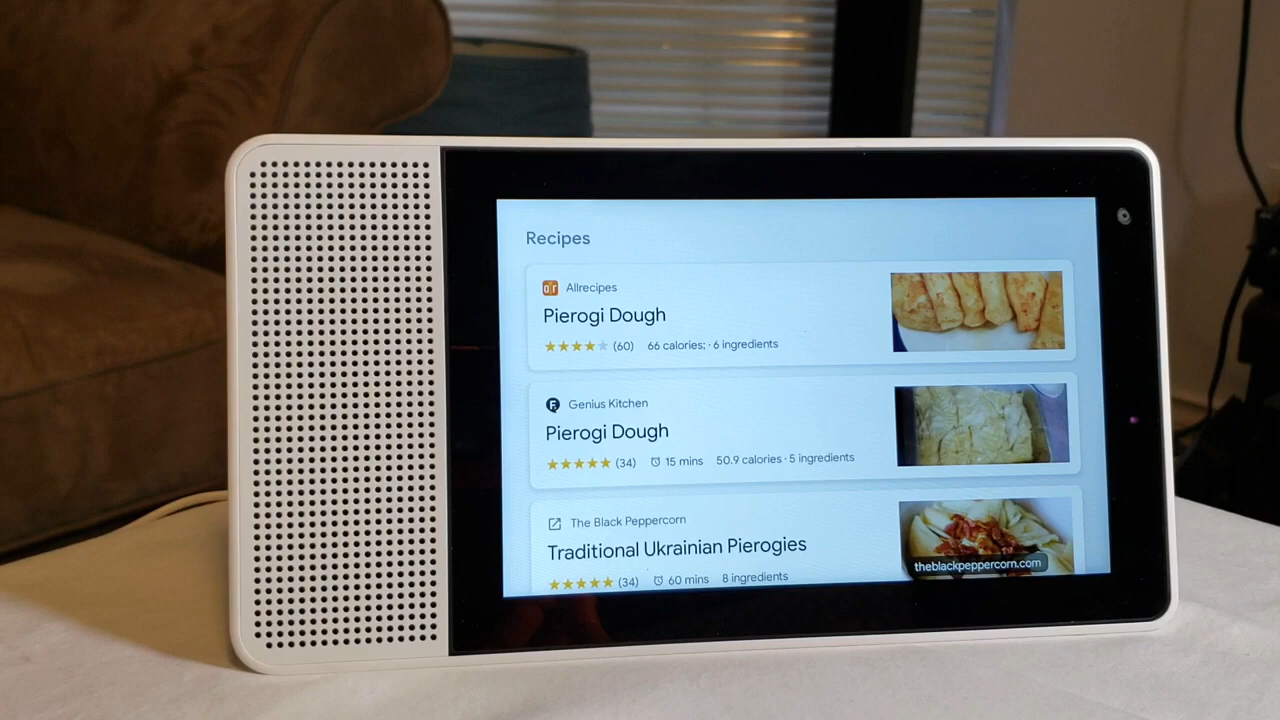 Recipes
ar Allrecipes
Pierogi Dough
(60) 66 calories; · 6 ingredients
Genius Kitchen
Pierogi Dough
(34) 15 mins 50.9 calories · 5 ingredients
The Black Peppercorn
Traditional Ukrainian Pierogies
theblackpeppercorn.com
(34) 60 mins 8 ingredients